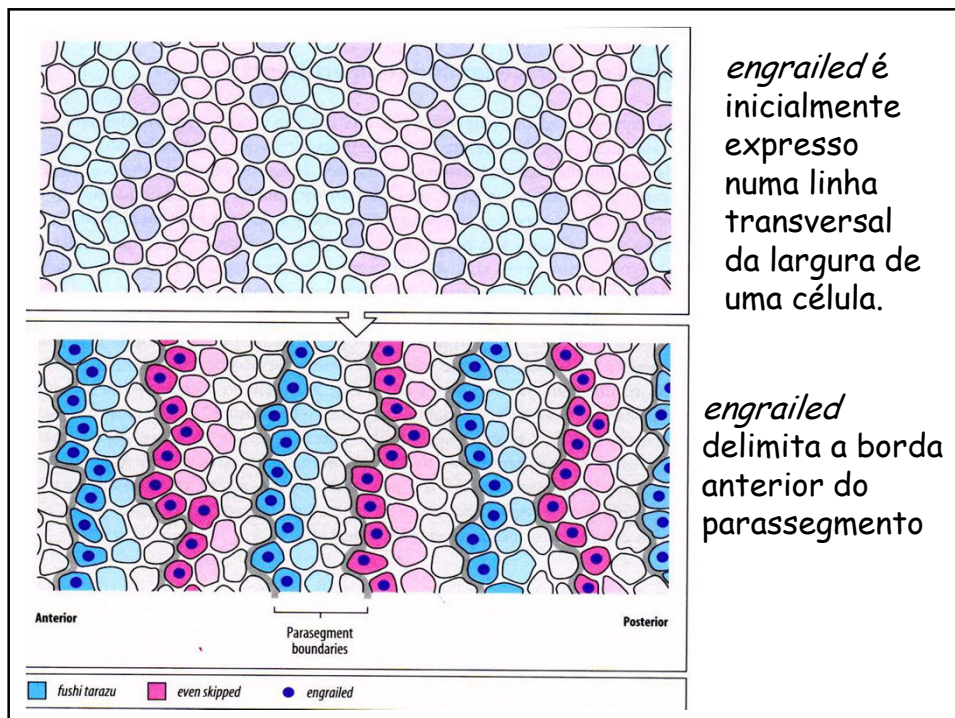 engrailed é
inicialmente
expresso
numa linha
transversal
da largura de
uma célula.
engrailed
delimita a borda
anterior do
parassegmento
Anterior
Parasegment
boundaries
Posterior
fushi tarazu
even skipped
engrailed